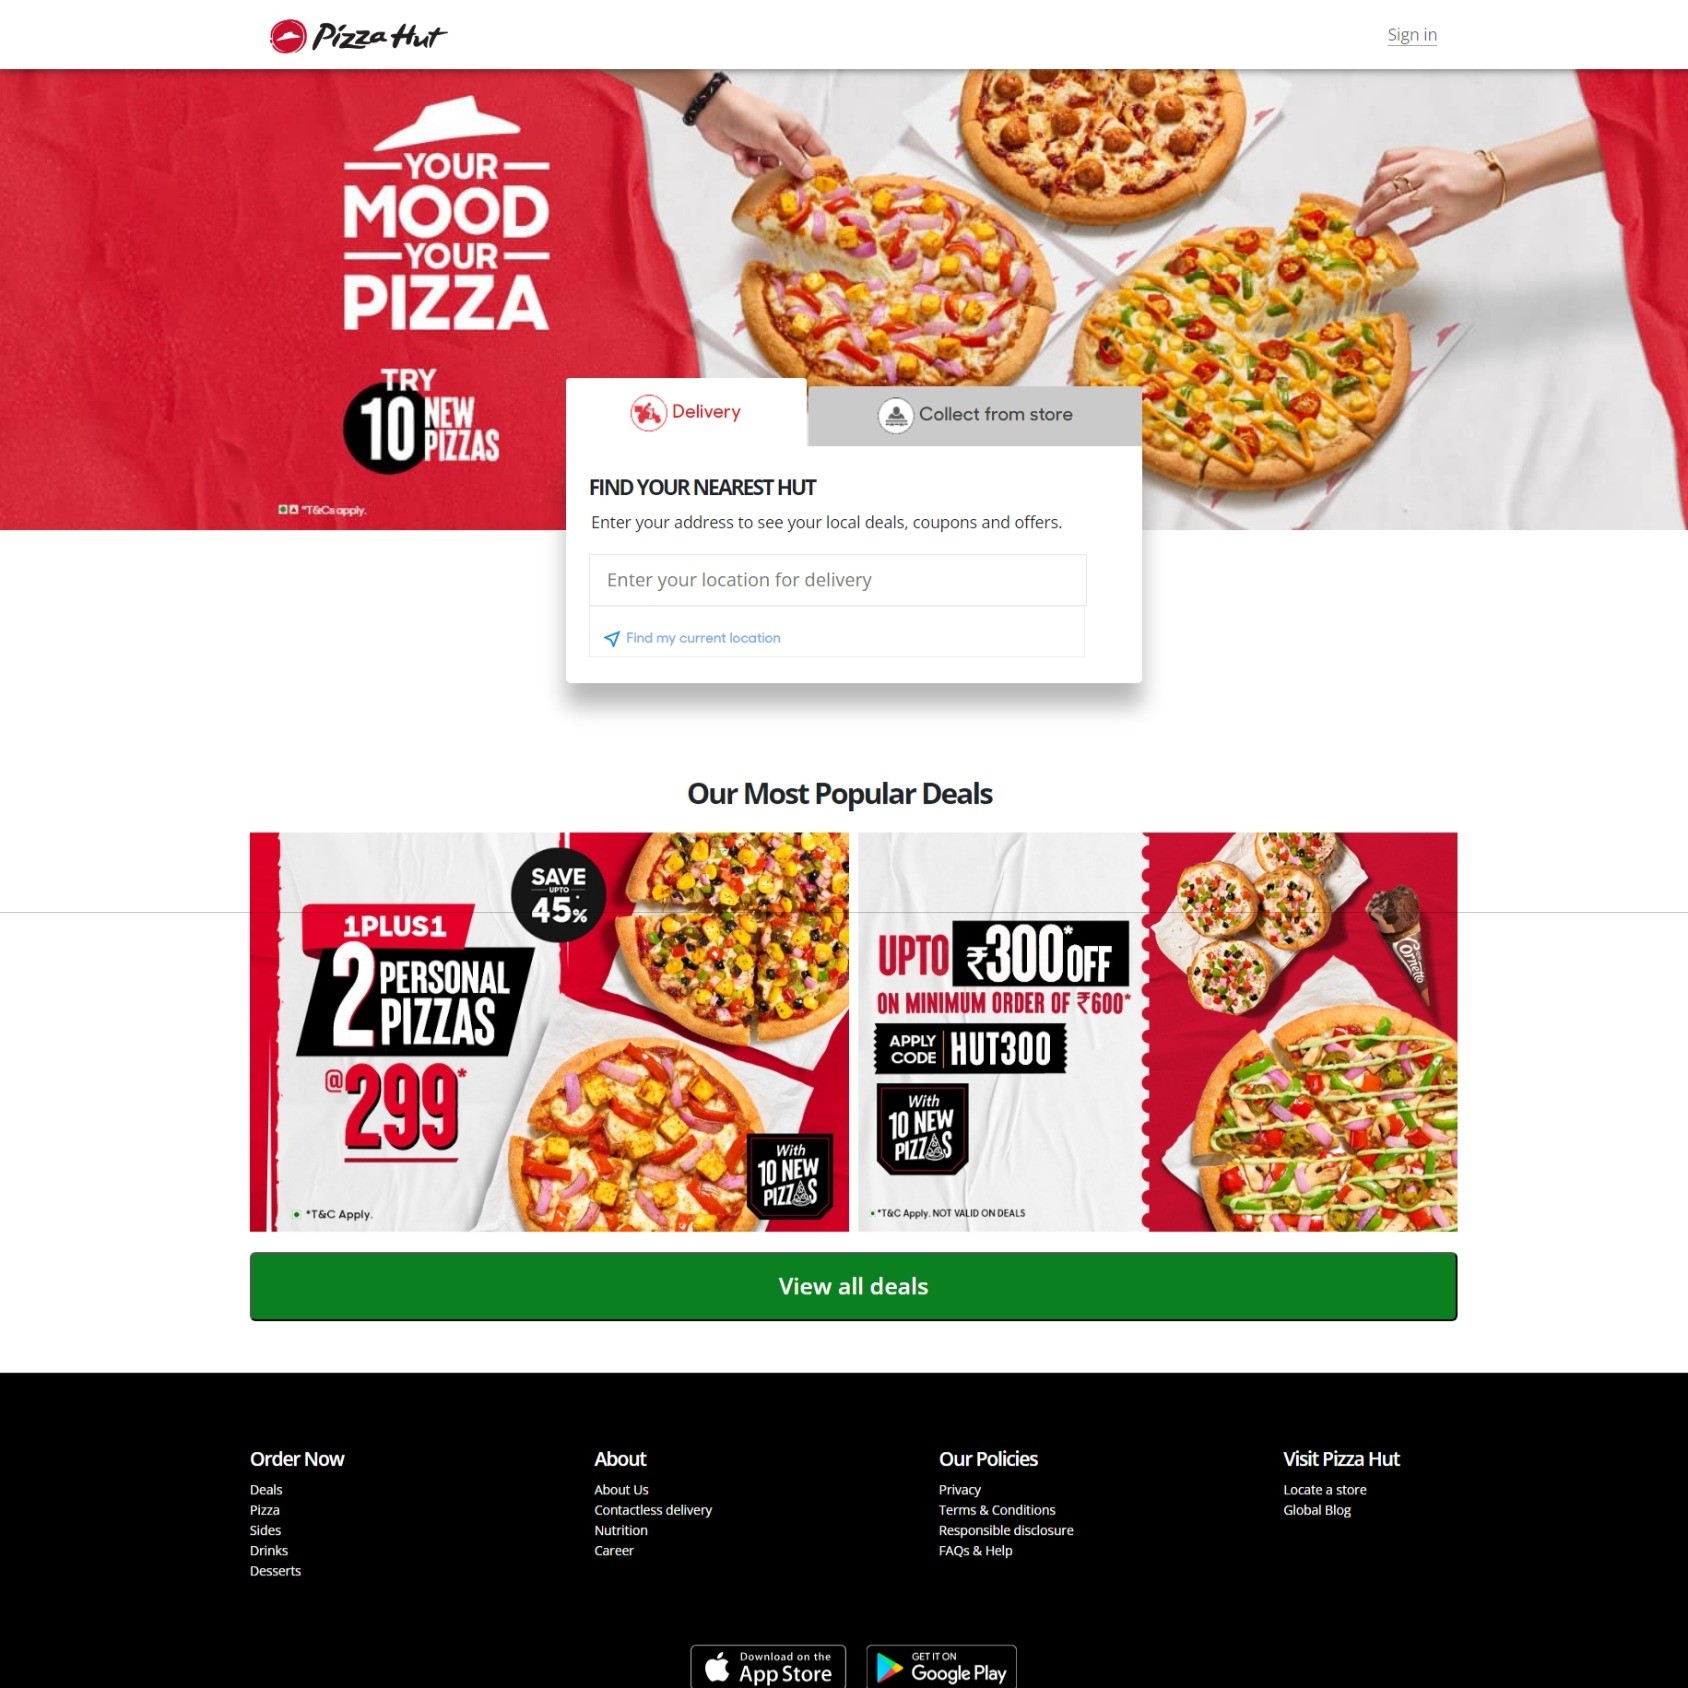 Pizza Hut
Sign in
YOUR
MOOD
YOUR
PIZZA
TRY
10 NEW
PIZZAS
*T&Cs apply.
Delivery
Collect from store
FIND YOUR NEAREST HUT
Enter your address to see your local deals, coupons and offers.
Enter your location for delivery
Find my current location
Our Most Popular Deals
SAVE
UPTO
45%
1PLUS1
2 PERSONAL
PIZZAS
@299*
With
10 NEW
PIZZAS
*T&C Apply.
UPTO ₹300* OFF
ON MINIMUM ORDER OF ₹600*
APPLY
CODE HUT300
With
10 NEW
PIZZAS
*T&C Apply. NOT VALID ON DEALS
Cornetto
View all deals
Order Now
Deals
Pizza
Sides
Drinks
Desserts
About
About Us
Contactless delivery
Nutrition
Career
Our Policies
Privacy
Terms & Conditions
Responsible disclosure
FAQs & Help
Visit Pizza Hut
Locate a store
Global Blog
Download on the
App Store
GET IT ON
Google Play